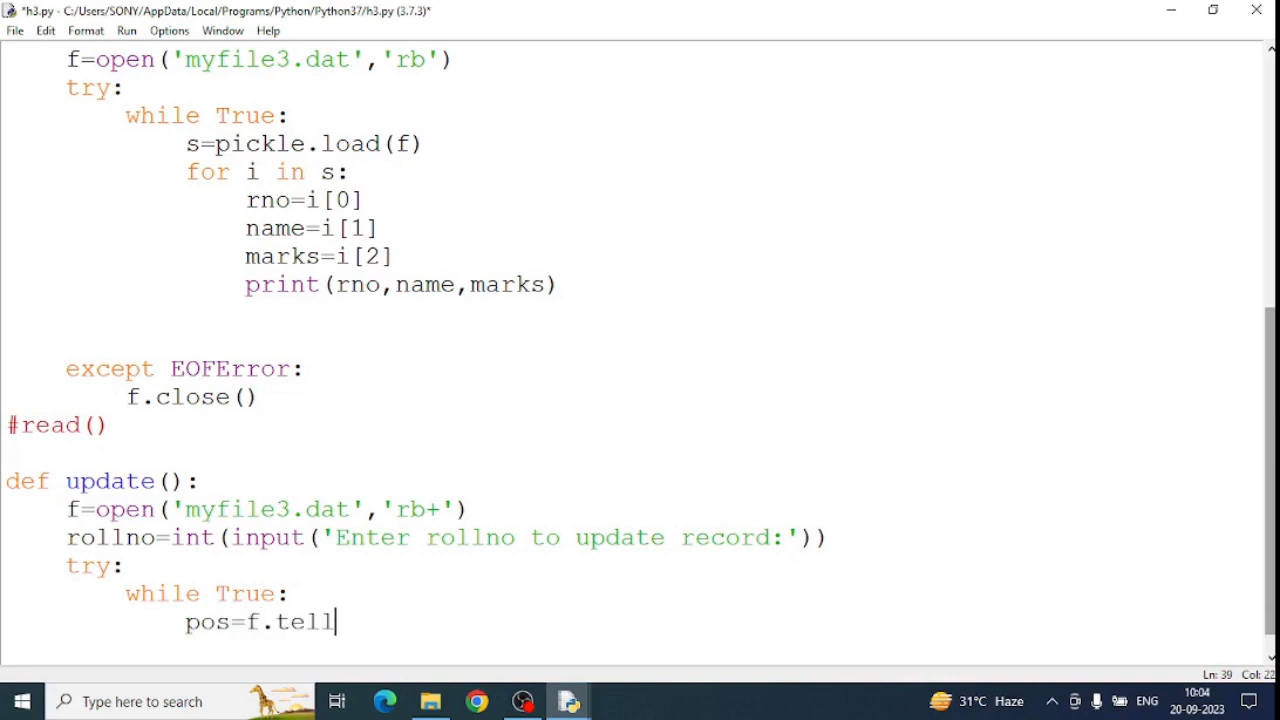 *h3.py - C:/Users/SONY/AppData/Local/Programs/Python/Python37/h3.py (3.7.3)*
File Edit Format Run Options Window Help
    f=open('myfile3.dat','rb')
    try:
        while True:
            s=pickle.load(f)
            for i in s:
                rno=i[0]
                name=i[1]
                marks=i[2]
                print(rno,name,marks)
    except EOFError:
        f.close()
#read()
def update():
    f=open('myfile3.dat','rb+')
    rollno=int(input('Enter rollno to update record:'))
    try:
        while True:
            pos=f.tell
Ln: 39 Col: 22
Type here to search 31°C Haze ENG 10:04
20-09-2023